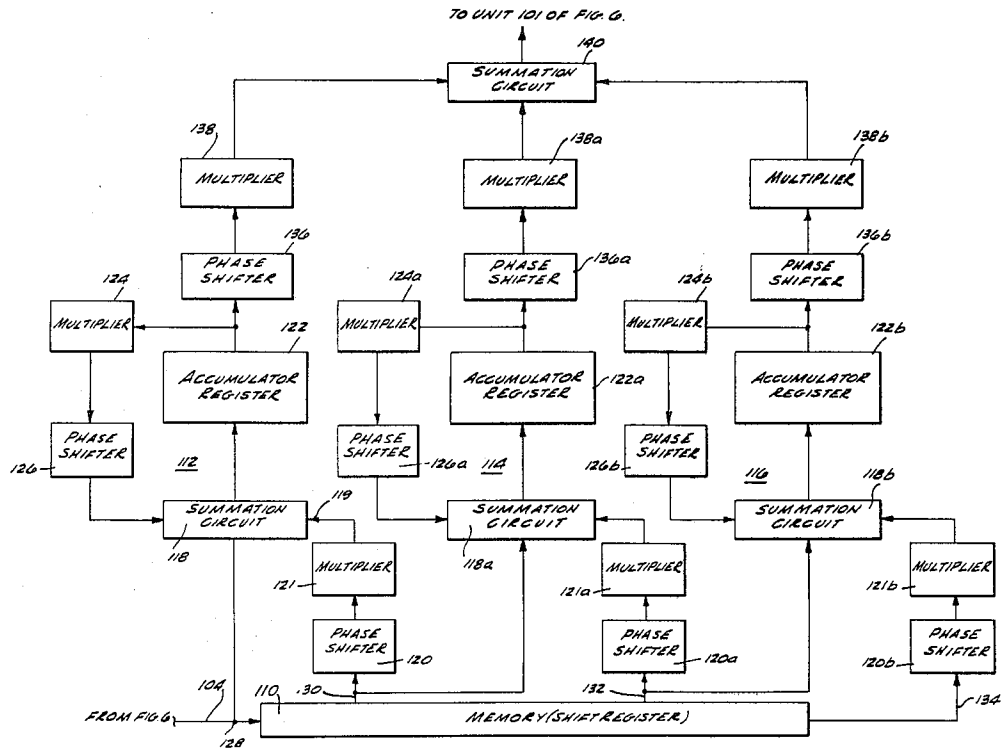 TO UNIT 101 OF FIG. 6.
140
SUMMATION
CIRCUIT
138
MULTIPLIER
138a
MULTIPLIER
138b
MULTIPLIER
136
PHASE
SHIFTER
136a
PHASE
SHIFTER
136b
PHASE
SHIFTER
124
MULTIPLIER
124a
MULTIPLIER
124b
MULTIPLIER
122
ACCUMULATOR
REGISTER
122a
ACCUMULATOR
REGISTER
122b
ACCUMULATOR
REGISTER
PHASE
SHIFTER
126
112
PHASE
SHIFTER
126a
114
PHASE
SHIFTER
126b
116
119
SUMMATION
CIRCUIT
118
SUMMATION
CIRCUIT
118a
118b
SUMMATION
CIRCUIT
MULTIPLIER
121
MULTIPLIER
121a
MULTIPLIER
121b
PHASE
SHIFTER
120
PHASE
SHIFTER
120a
PHASE
SHIFTER
120b
130
132
134
110
MEMORY (SHIFT REGISTER)
FROM FIG. 6
104
128